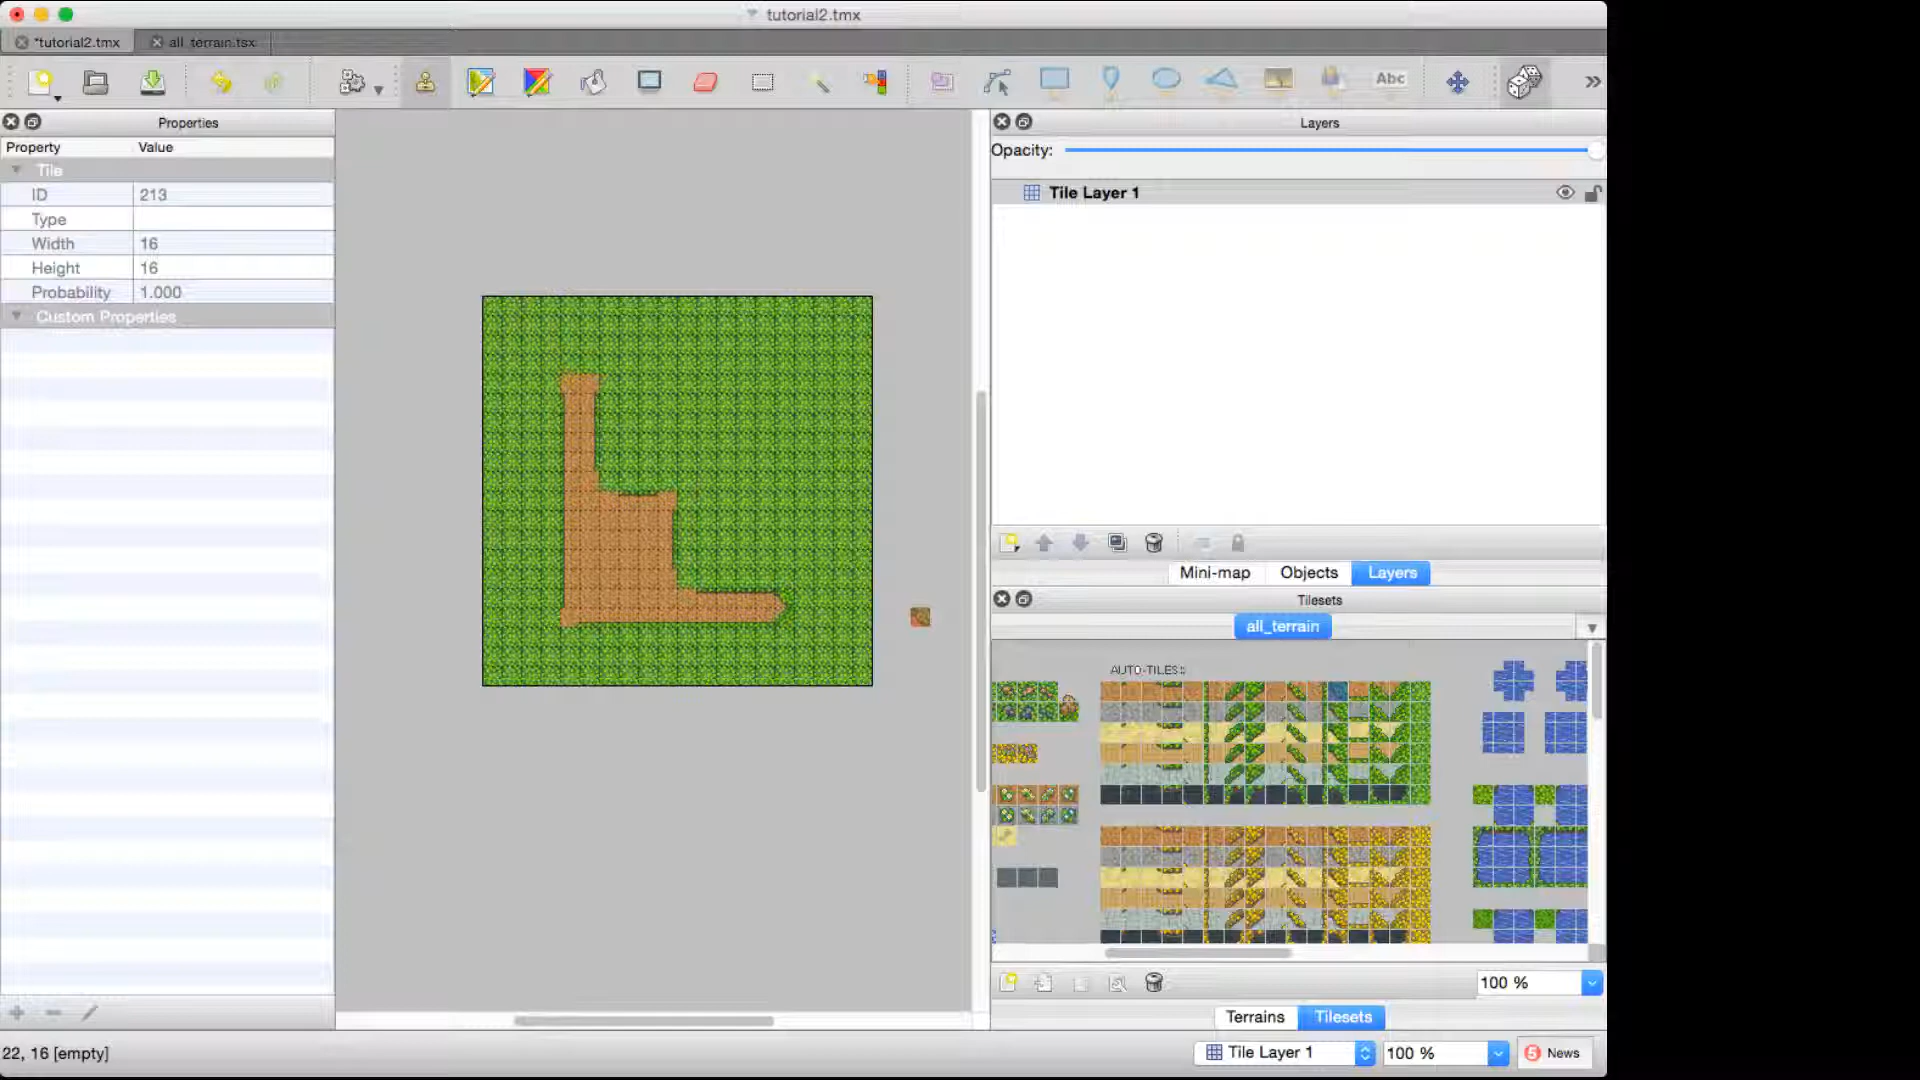 tutorial2.tmx
*tutorial2.tmx
all_terrain.tsx
Abc
Properties
Property Value
Tile
ID 213
Type
Width 16
Height 16
Probability 1.000
Custom Properties
Layers
Opacity:
Tile Layer 1
Mini-map Objects Layers
Tilesets
all_terrain
AUTO-TILES:
100 %
Terrains Tilesets
22, 16 [empty]
Tile Layer 1
100 %
5 News